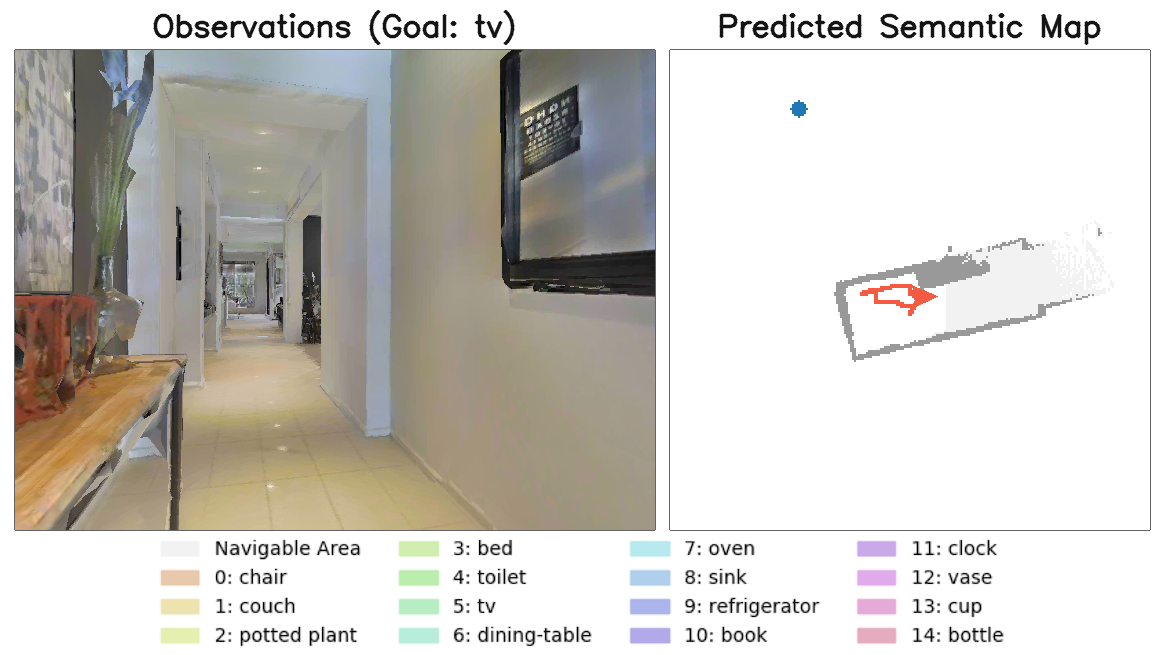 Observations (Goal: tv)
Predicted Semantic Map
Navigable Area
0: chair
1: couch
2: potted plant
3: bed
4: toilet
5: tv
6: dining-table
7: oven
8: sink
9: refrigerator
10: book
11: clock
12: vase
13: cup
14: bottle